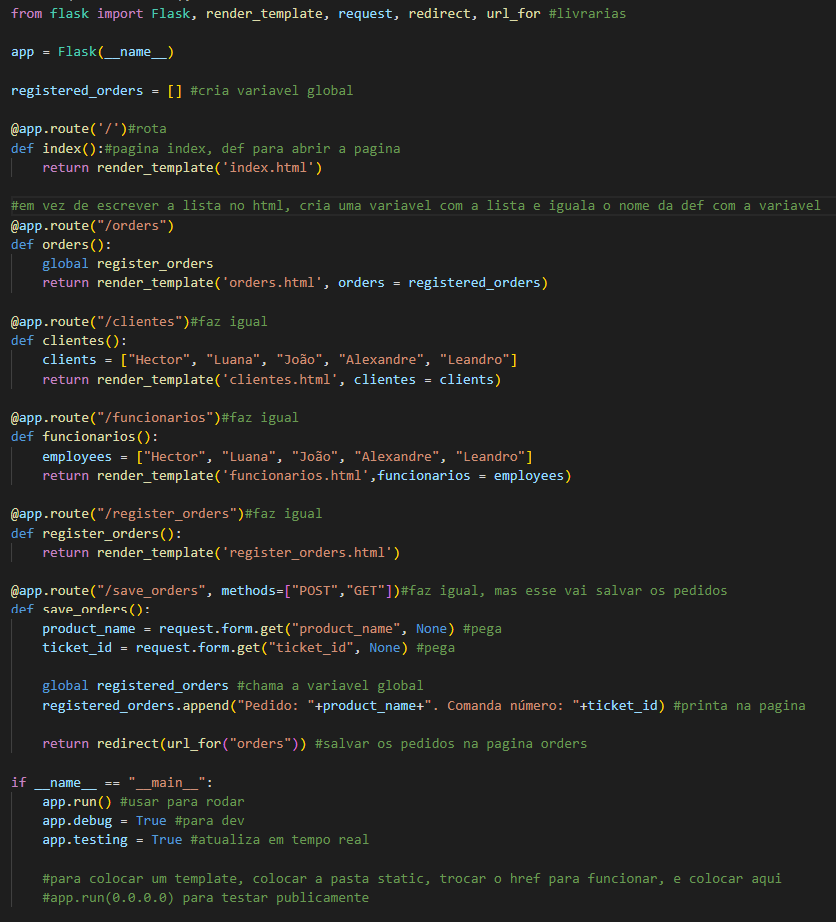 from flask import Flask, render_template, request, redirect, url_for #livrarias
app = Flask(__name__)
registered_orders = [] #cria variavel global
@app.route('/')#rota
def index():#pagina index, def para abrir a pagina
    return render_template('index.html')
#em vez de escrever a lista no html, cria uma variavel com a lista e iguala o nome da def com a variavel
@app.route("/orders")
def orders():
    global register_orders
    return render_template('orders.html', orders = registered_orders)
@app.route("/clientes")#faz igual
def clientes():
    clients = ["Hector", "Luana", "João", "Alexandre", "Leandro"]
    return render_template('clientes.html', clientes = clients)
@app.route("/funcionarios")#faz igual
def funcionarios():
    employees = ["Hector", "Luana", "João", "Alexandre", "Leandro"]
    return render_template('funcionarios.html',funcionarios = employees)
@app.route("/register_orders")#faz igual
def register_orders():
    return render_template('register_orders.html')
@app.route("/save_orders", methods=["POST","GET"])#faz igual, mas esse vai salvar os pedidos
def save_orders():
    product_name = request.form.get("product_name", None) #pega
    ticket_id = request.form.get("ticket_id", None) #pega
    global registered_orders #chama a variavel global
    registered_orders.append("Pedido: "+product_name+". Comanda número: "+ticket_id) #printa na pagina
    return redirect(url_for("orders")) #salvar os pedidos na pagina orders
if __name__ == "__main__":
    app.run() #usar para rodar
    app.debug = True #para dev
    app.testing = True #atualiza em tempo real
    #para colocar um template, colocar a pasta static, trocar o href para funcionar, e colocar aqui
    #app.run(0.0.0.0) para testar publicamente